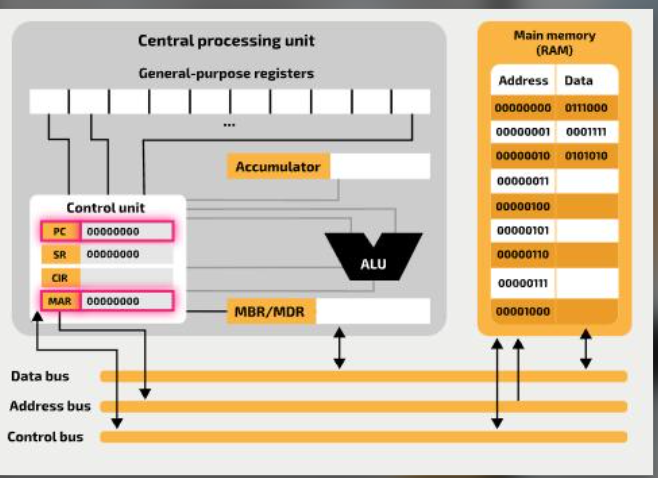 Central processing unit
General-purpose registers
...
Accumulator
Control unit
PC 00000000
SR 00000000
CIR
MAR 00000000
ALU
MBR/MDR
Main memory
(RAM)
Address Data
00000000 0111000
00000001 0001111
00000010 0101010
00000011
00000100
00000101
00000110
00000111
00001000
Data bus
Address bus
Control bus